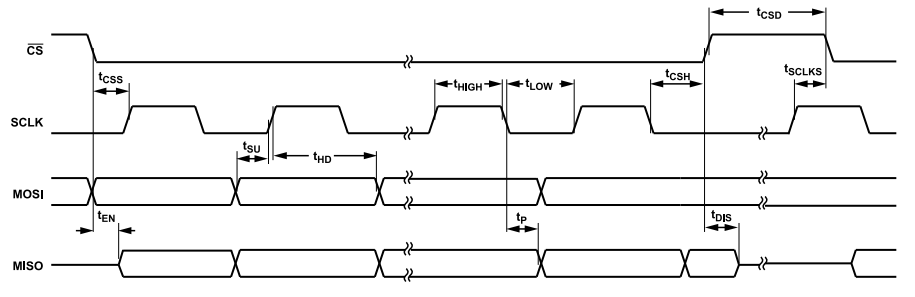 tCSD
CS
tCSS
tHIGH
tLOW
tCSH
tSCLKS
SCLK
tSU
tHD
MOSI
tEN
tP
tDIS
MISO